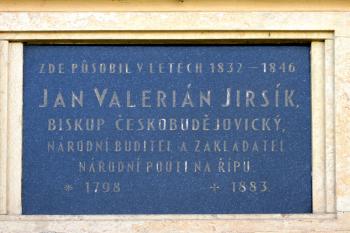 ZDE PŮSOBIL V LETECH 1832 – 1846
JAN VALERIÁN JIRSÍK,
BISKUP ČESKOBUDĚJOVICKÝ,
NÁRODNÍ BUDITEL A ZAKLADATEL
NÁRODNÍ POUTI NA ŘÍPU.
* 1798 + 1883.